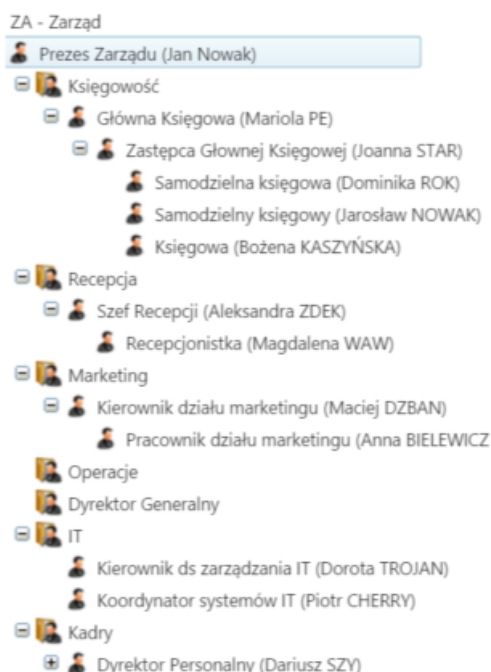 ZA - Zarząd
Prezes Zarządu (Jan Nowak)
Księgowość
Główna Księgowa (Mariola PE)
Zastępca Głownej Księgowej (Joanna STAR)
Samodzielna księgowa (Dominika ROK)
Samodzielny księgowy (Jarosław NOWAK)
Księgowa (Bożena KASZYŃSKA)
Recepcja
Szef Recepcji (Aleksandra ZDEK)
Recepcjonistka (Magdalena WAW)
Marketing
Kierownik działu marketingu (Maciej DZBAN)
Pracownik działu marketingu (Anna BIELEWICZ
Operacje
Dyrektor Generalny
IT
Kierownik ds zarządzania IT (Dorota TROJAN)
Koordynator systemów IT (Piotr CHERRY)
Kadry
Dyrektor Personalny (Dariusz SZY)